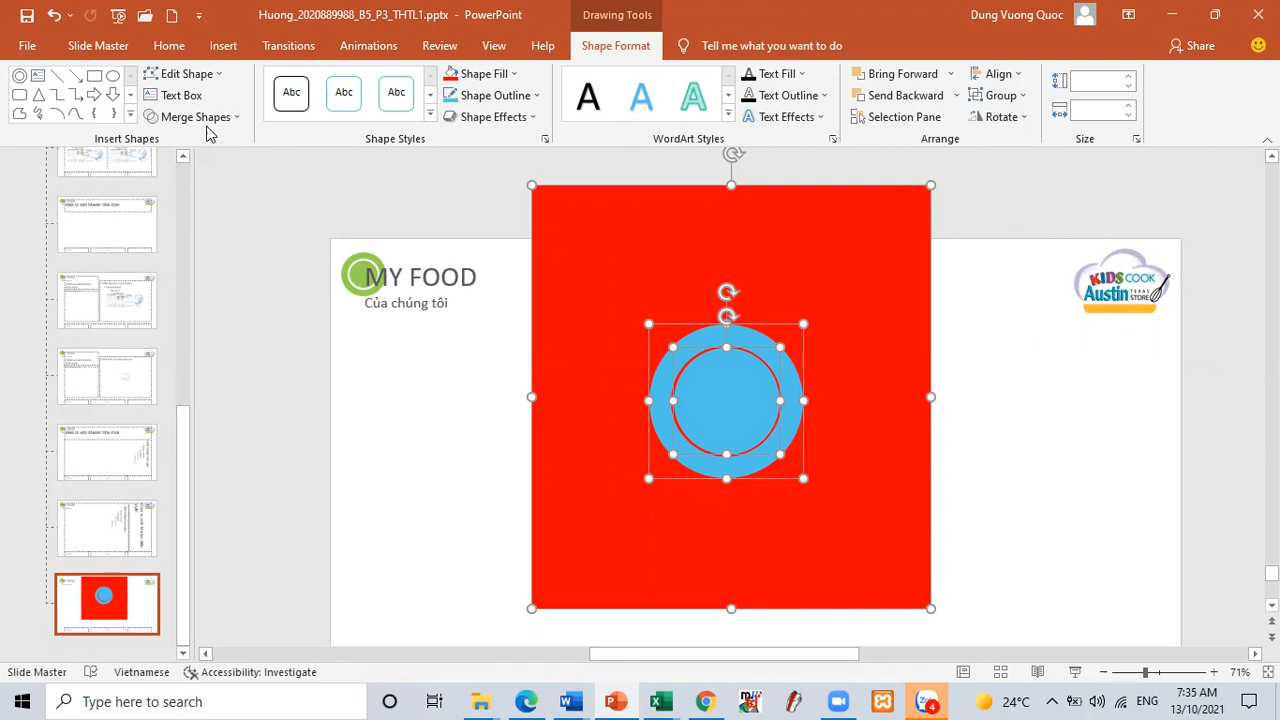 Huong_2020889988_B5_P3_THTL1.pptx - PowerPoint
Drawing Tools
Dung Vuong Quoc
File
Slide Master
Home
Insert
Transitions
Animations
Review
View
Help
Shape Format
Tell me what you want to do
Share
Edit Shape
Text Box
Merge Shapes
Insert Shapes
Abc
Abc
Abc
Shape Fill
Shape Outline
Shape Effects
Shape Styles
A
A
A
Text Fill
Text Outline
Text Effects
WordArt Styles
Bring Forward
Send Backward
Selection Pane
Align
Group
Rotate
Arrange
Size
MY FOOD
Của chúng tôi
KIDS COOK
Austin TEXAS STORE
Slide Master
Vietnamese
Accessibility: Investigate
71%
Type here to search
4
24°C
ENG
7:35 AM
13/10/2021